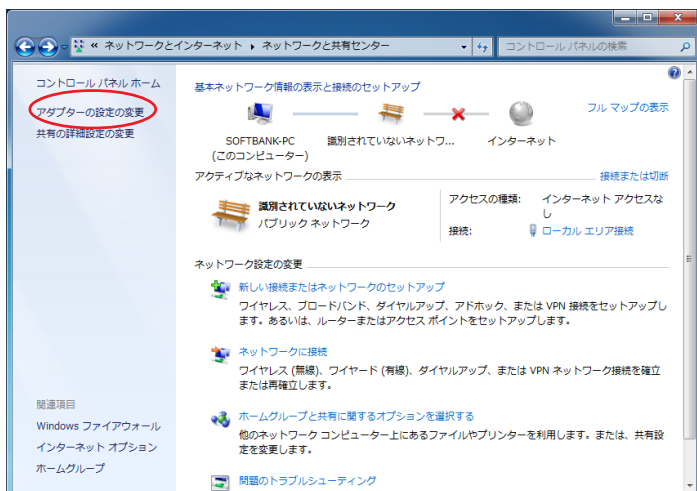 « ネットワークとインターネット ▸ ネットワークと共有センター
コントロール パネルの検索
コントロール パネル ホーム
アダプターの設定の変更
共有の詳細設定の変更
基本ネットワーク情報の表示と接続のセットアップ
フル マップの表示
SOFTBANK-PC
(このコンピューター)
識別されていないネットワ...
インターネット
アクティブなネットワークの表示
接続または切断
識別されていないネットワーク
パブリック ネットワーク
アクセスの種類: インターネット アクセスな
し
接続: ローカル エリア接続
ネットワーク設定の変更
新しい接続またはネットワークのセットアップ
ワイヤレス、ブロードバンド、ダイヤルアップ、アドホック、または VPN 接続をセットアップし
ます。あるいは、ルーターまたはアクセス ポイントをセットアップします。
ネットワークに接続
ワイヤレス (無線)、ワイヤード (有線)、ダイヤルアップ、または VPN ネットワーク接続を確立
または再確立します。
ホームグループと共有に関するオプションを選択する
他のネットワーク コンピューター上にあるファイルやプリンターを利用します。または、共有設
定を変更します。
問題のトラブルシューティング
関連項目
Windows ファイアウォール
インターネット オプション
ホームグループ